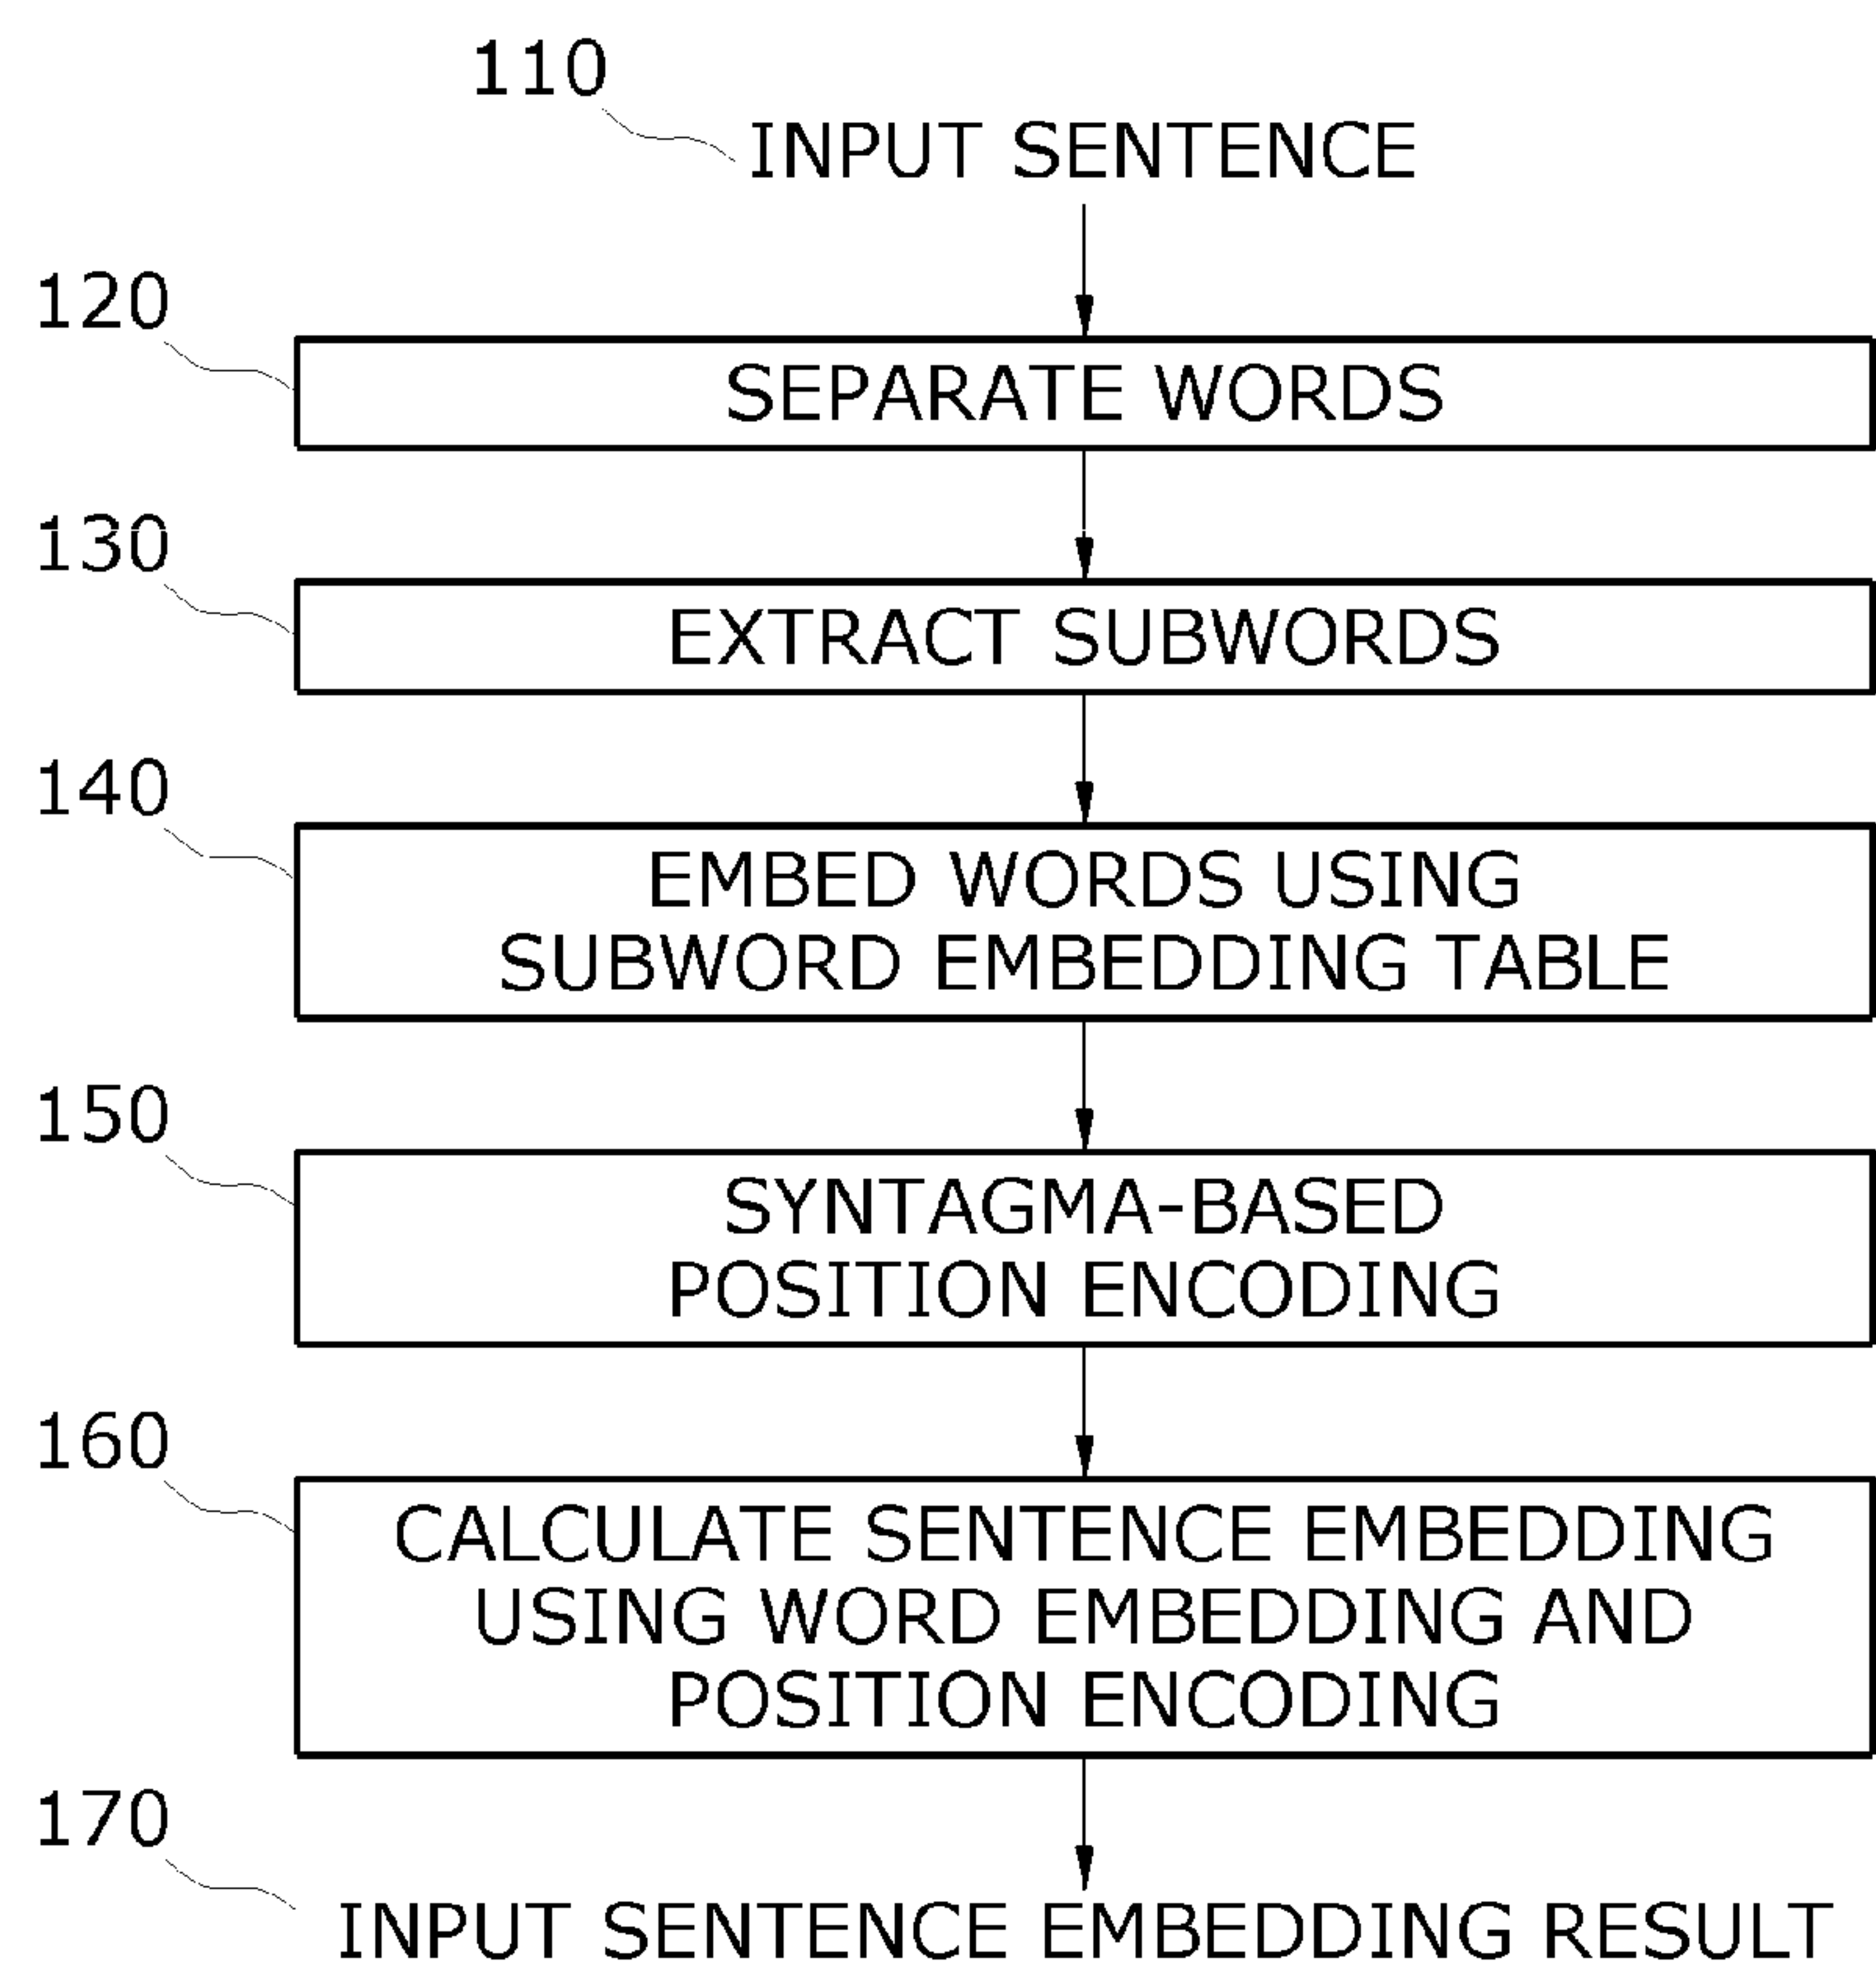 110
INPUT SENTENCE
120
SEPARATE WORDS
130
EXTRACT SUBWORDS
140
EMBED WORDS USING
SUBWORD EMBEDDING TABLE
150
SYNTAGMA-BASED
POSITION ENCODING
160
CALCULATE SENTENCE EMBEDDING
USING WORD EMBEDDING AND
POSITION ENCODING
170
INPUT SENTENCE EMBEDDING RESULT